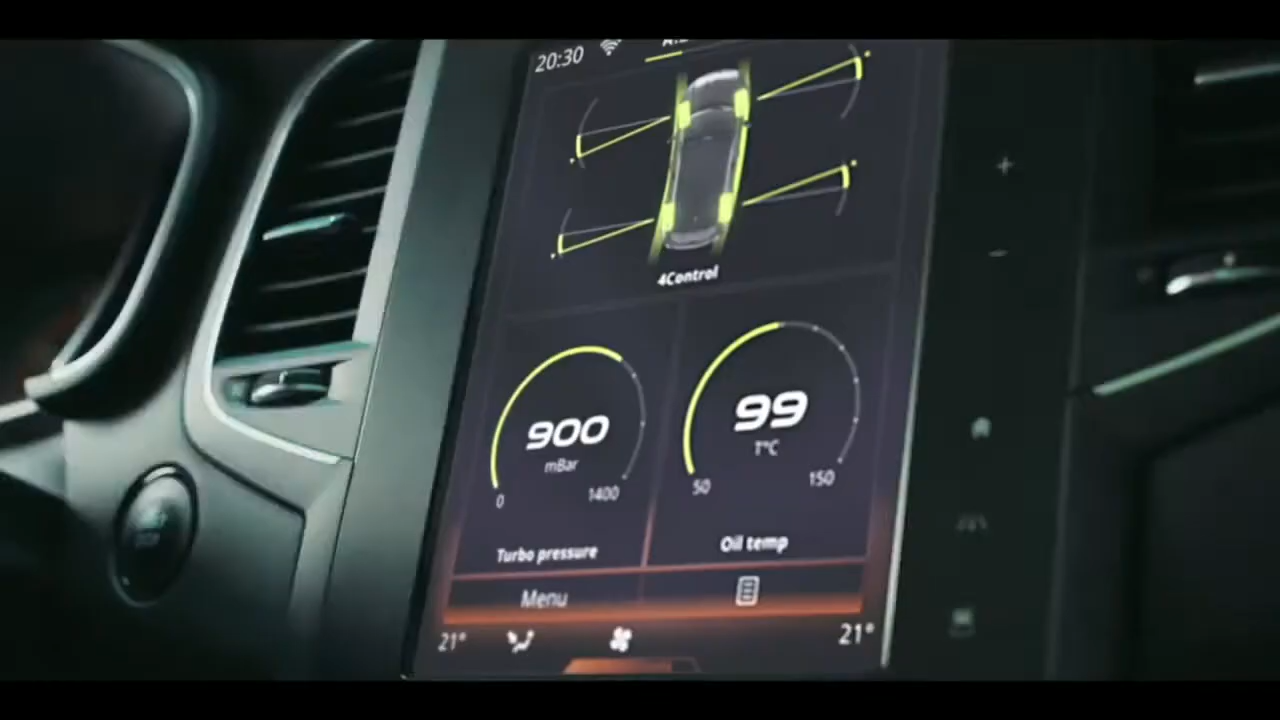 20:30
4Control
900
mBar
0
1400
Turbo pressure
99
T°C
50
150
Oil temp
Menu
21°
21°